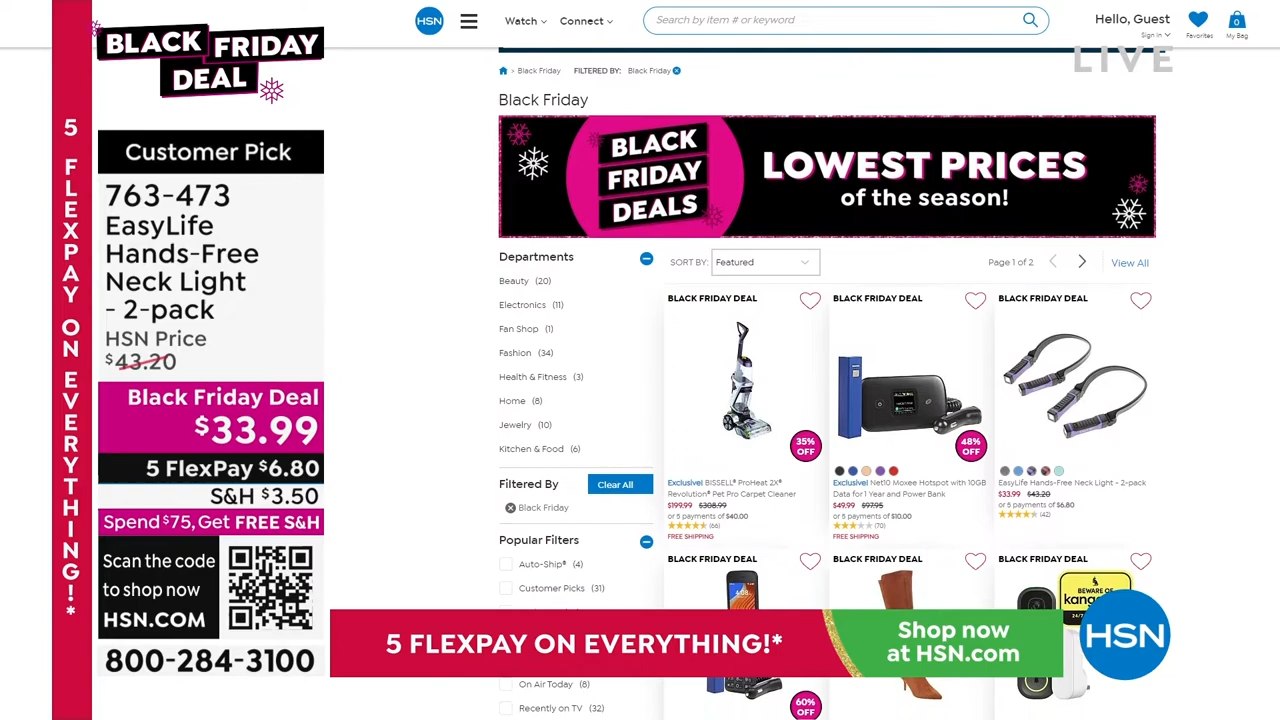 5 FLEXPAY ON EVERYTHING!*
BLACK FRIDAY
DEAL
Customer Pick
763-473
EasyLife
Hands-Free
Neck Light
- 2-pack
HSN Price
$43.20
Black Friday Deal
$33.99
5 FlexPay $6.80
S&H $3.50
Spend $75, Get FREE S&H
Scan the code
to shop now
HSN.COM
800-284-3100
HSN
Watch
Connect
Search by item # or keyword
Hello, Guest
Sign in
Favorites
0
My Bag
LIVE
> Black Friday
FILTERED BY: Black Friday
Black Friday
BLACK
FRIDAY
DEALS
LOWEST PRICES
of the season!
Departments
Beauty (20)
Electronics (11)
Fan Shop (1)
Fashion (34)
Health & Fitness (3)
Home (8)
Jewelry (10)
Kitchen & Food (6)
Filtered By
Clear All
Black Friday
Popular Filters
Auto-Ship® (4)
Customer Picks (31)
On Air Today (8)
Recently on TV (32)
SORT BY: Featured
Page 1 of 2
View All
BLACK FRIDAY DEAL
35%
OFF
Exclusive! BISSELL® ProHeat 2X®
Revolution® Pet Pro Carpet Cleaner
$199.99 $308.99
or 5 payments of $40.00
(66)
FREE SHIPPING
BLACK FRIDAY DEAL
48%
OFF
Exclusive! Net10 Moxee Hotspot with 10GB
Data for 1 Year and Power Bank
$49.99 $97.95
or 5 payments of $10.00
(70)
FREE SHIPPING
BLACK FRIDAY DEAL
EasyLife Hands-Free Neck Light - 2-pack
$33.99 $43.20
or 5 payments of $6.80
(42)
BLACK FRIDAY DEAL
4:08
60%
OFF
BLACK FRIDAY DEAL
BLACK FRIDAY DEAL
BEWARE OF
5 FLEXPAY ON EVERYTHING!*
Shop now
at HSN.com
HSN